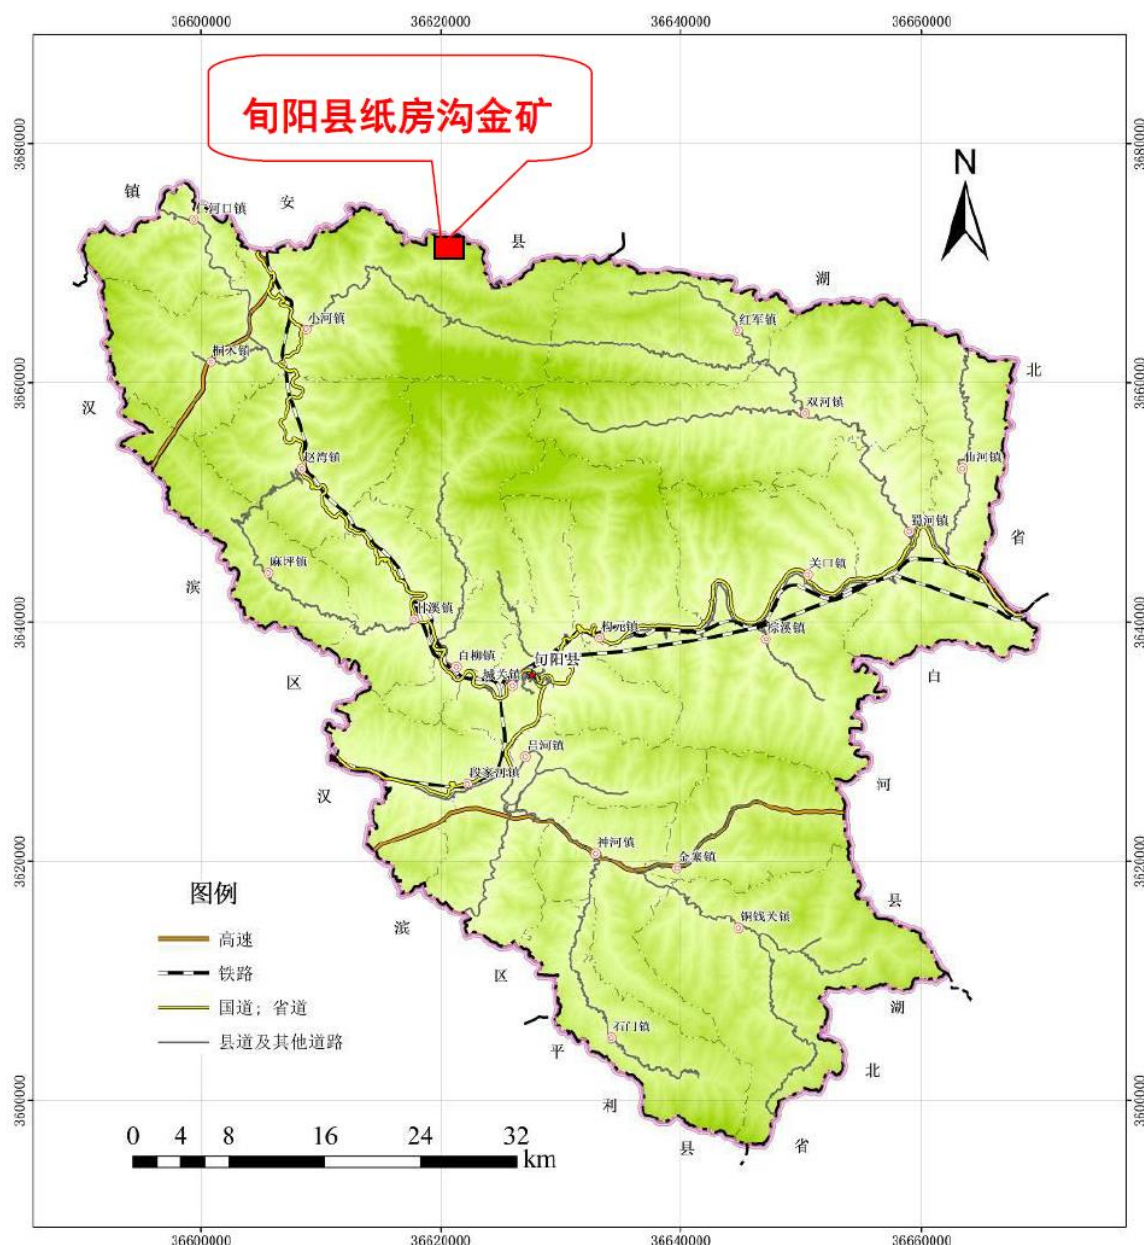 36600000
36620000
36640000
36660000
旬阳县纸房沟金矿
3680000
3680000
N
镇
安
县
仁河口镇
湖
小河镇
红军镇
桐木镇
北
3660000
3660000
汉
双河镇
赵湾镇
仙河镇
蜀河镇
省
关口镇
麻坪镇
滨
甘溪镇
3640000
3640000
构元镇
棕溪镇
白柳镇
旬阳县
城关镇
白
区
吕河镇
段家河镇
汉
河
神河镇
金寨镇
3620000
3620000
图例
县
铜钱关镇
滨
高速
区
铁路
湖
国道；省道
石门镇
县道及其他道路
平
北
利
3600000
3600000
县
省
0 4 8 16 24 32
km
36600000
36620000
36640000
36660000